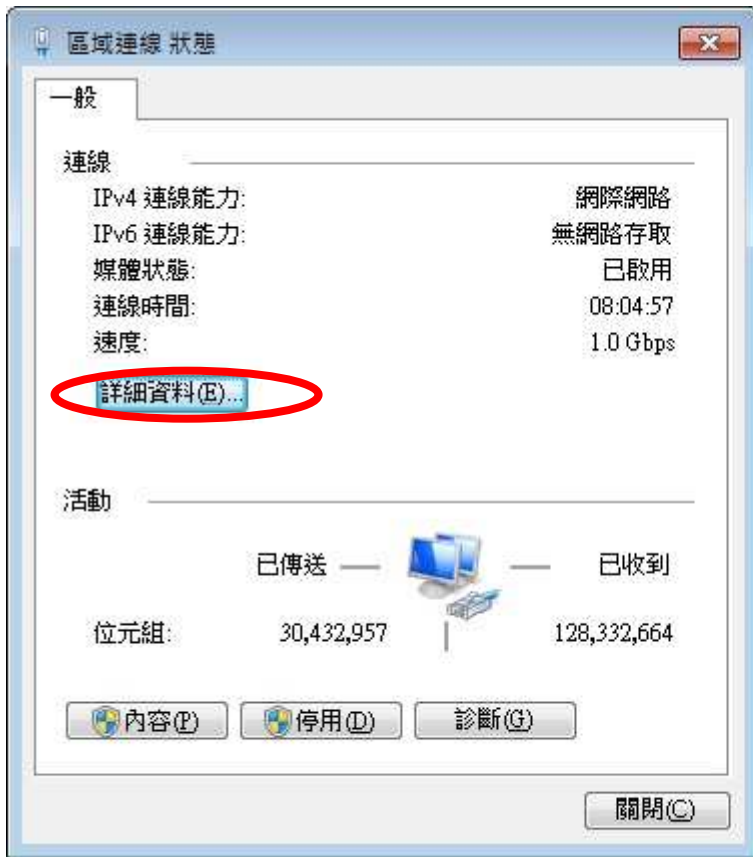 區域連線 狀態
一般
連線
IPv4 連線能力: 網際網路
IPv6 連線能力: 無網路存取
媒體狀態: 已啟用
連線時間: 08:04:57
速度: 1.0 Gbps
詳細資料(E)...
活動
已傳送 已收到
位元組: 30,432,957 128,332,664
內容(P) 停用(D) 診斷(G)
關閉(C)